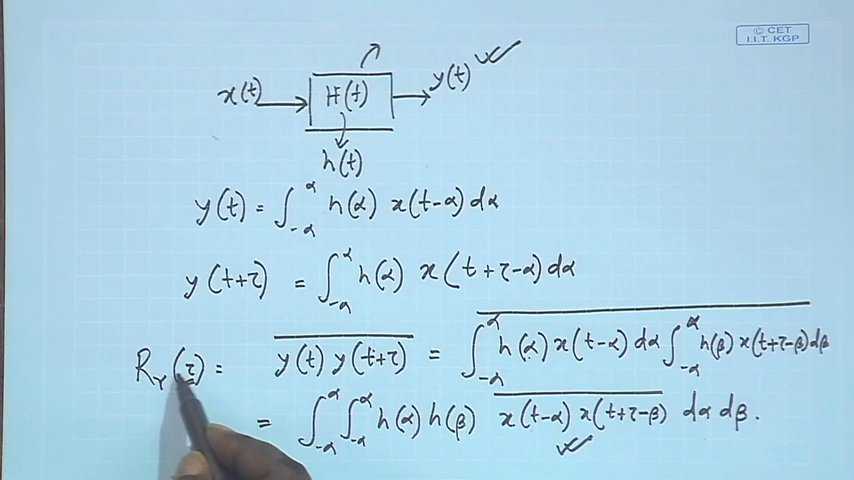 © CET
I.I.T. KGP
x(t) H(t) y(t)
h(t)
y(t) = ∫_{-α}^{α} h(α) x(t-α) dα
y(t+τ) = ∫_{-α}^{α} h(α) x(t+τ-α) dα
R_Y(τ) = \overline{y(t) y(t+τ)} = \overline{∫_{-α}^{α} h(α) x(t-α) dα ∫_{-α}^{α} h(β) x(t+τ-β) dβ}
= ∫_{-α}^{α} ∫_{-α}^{α} h(α) h(β) \overline{x(t-α) x(t+τ-β)} dα dβ.